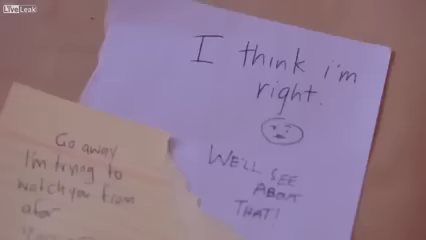 LiveLeak
I think i'm
right.
WE'LL SEE
ABOUT
THAT!
Go away
I'm trying to
watch you from
afar